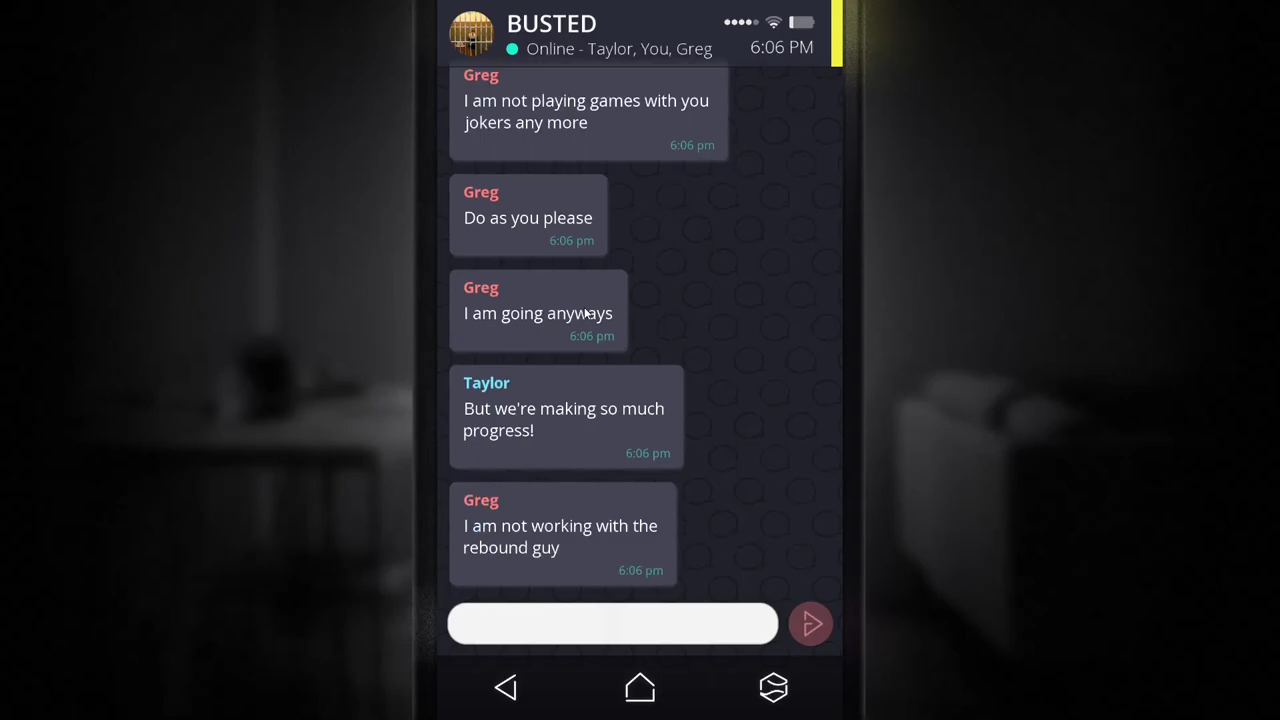 BUSTED
Online - Taylor, You, Greg
6:06 PM
Greg
I am not playing games with you
jokers any more
6:06 pm
Greg
Do as you please
6:06 pm
Greg
I am going anyways
6:06 pm
Taylor
But we're making so much
progress!
6:06 pm
Greg
I am not working with the
rebound guy
6:06 pm